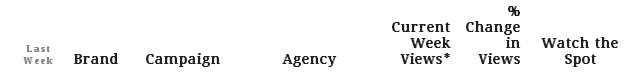 %
Current Change
Last Week in Watch the
Week Brand Campaign Agency Views* Views Spot